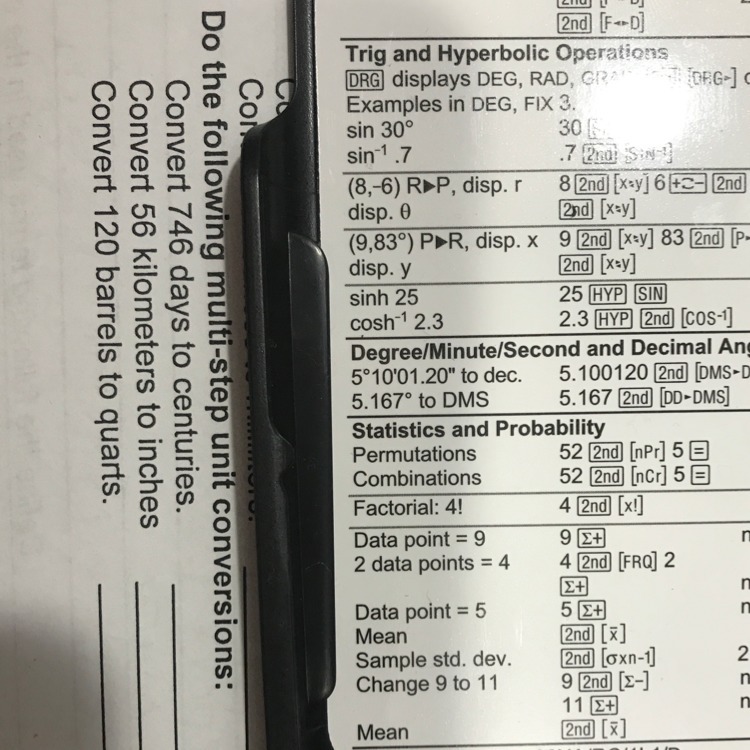 2nd [F◄►D]
Trig and Hyperbolic Operations
DRG displays DEG, RAD, [DRG►]
Examples in DEG, FIX 3.
sin 30° 30
sin⁻¹ .7 .7 2nd [SIN⁻¹]
(8,-6) R►P, disp. r 8 2nd [x⇄y] 6 +⇄− 2nd
disp. θ 2nd [x⇄y]
(9,83°) P►R, disp. x 9 2nd [x⇄y] 83 2nd [P►
disp. y 2nd [x⇄y]
sinh 25 25 HYP SIN
cosh⁻¹ 2.3 2.3 HYP 2nd [COS⁻¹]
Degree/Minute/Second and Decimal
5°10'01.20" to dec. 5.100120 2nd [DMS►D
5.167° to DMS 5.167 2nd [DD►DMS]
Statistics and Probability
Permutations 52 2nd [nPr] 5 =
Combinations 52 2nd [nCr] 5 =
Factorial: 4! 4 2nd [x!]
Data point = 9 9 Σ+ n
2 data points = 4 4 2nd [FRQ] 2
Σ+ n
Data point = 5 5 Σ+ n
Mean 2nd [x̄]
Sample std. dev. 2nd [σxn-1] 2
Change 9 to 11 9 2nd [Σ−] n
11 Σ+ n
Mean 2nd [x̄]
Do the following multi-step unit conversions:
Convert 746 days to centuries.
Convert 56 kilometers to inches
Convert 120 barrels to quarts.